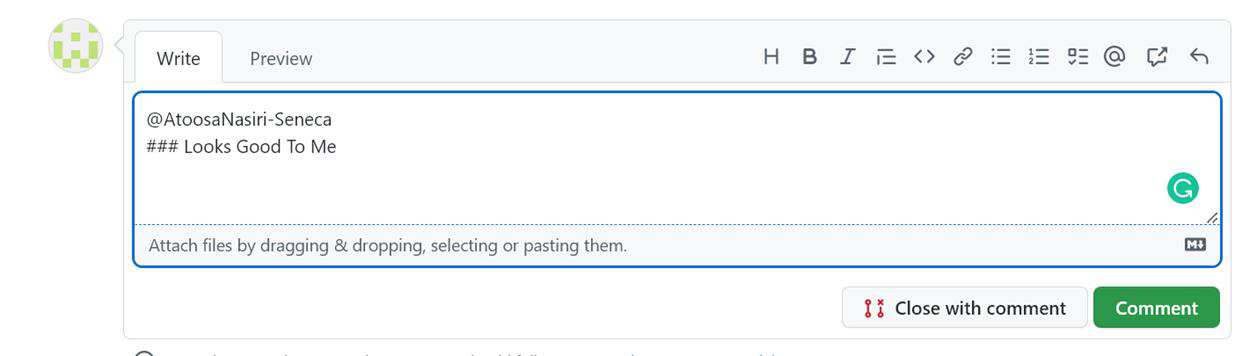 Write Preview
@AtoosaNasiri-Seneca
### Looks Good To Me
Attach files by dragging & dropping, selecting or pasting them.
Close with comment Comment